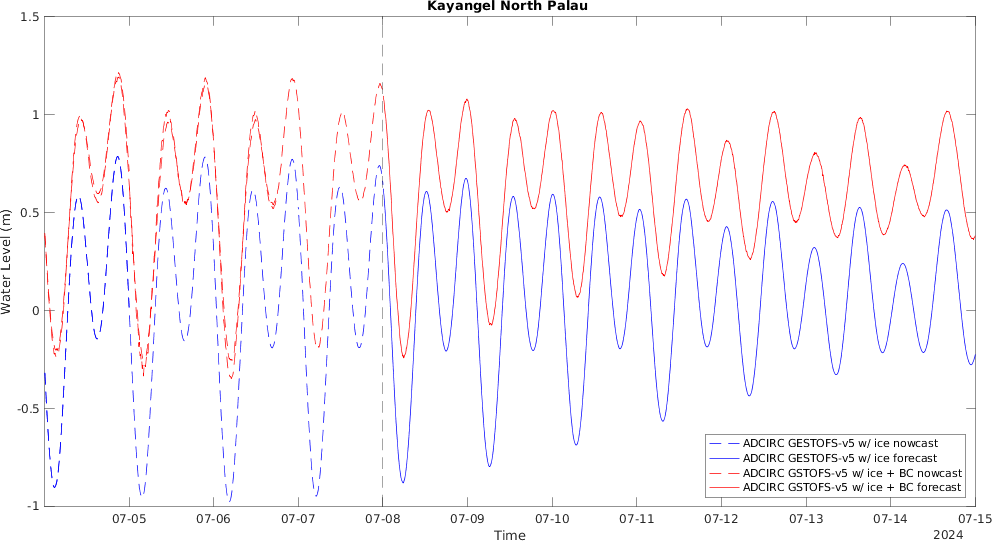 Kayangel North Palau
1.5
1
0.5
0
-0.5
-1
Water Level (m)
ADCIRC GESTOFS-v5 w/ ice nowcast
ADCIRC GESTOFS-v5 w/ ice forecast
ADCIRC GSTOFS-v5 w/ ice + BC nowcast
ADCIRC GSTOFS-v5 w/ ice + BC forecast
07-05 07-06 07-07 07-08 07-09 07-10 07-11 07-12 07-13 07-14 07-15
Time
2024